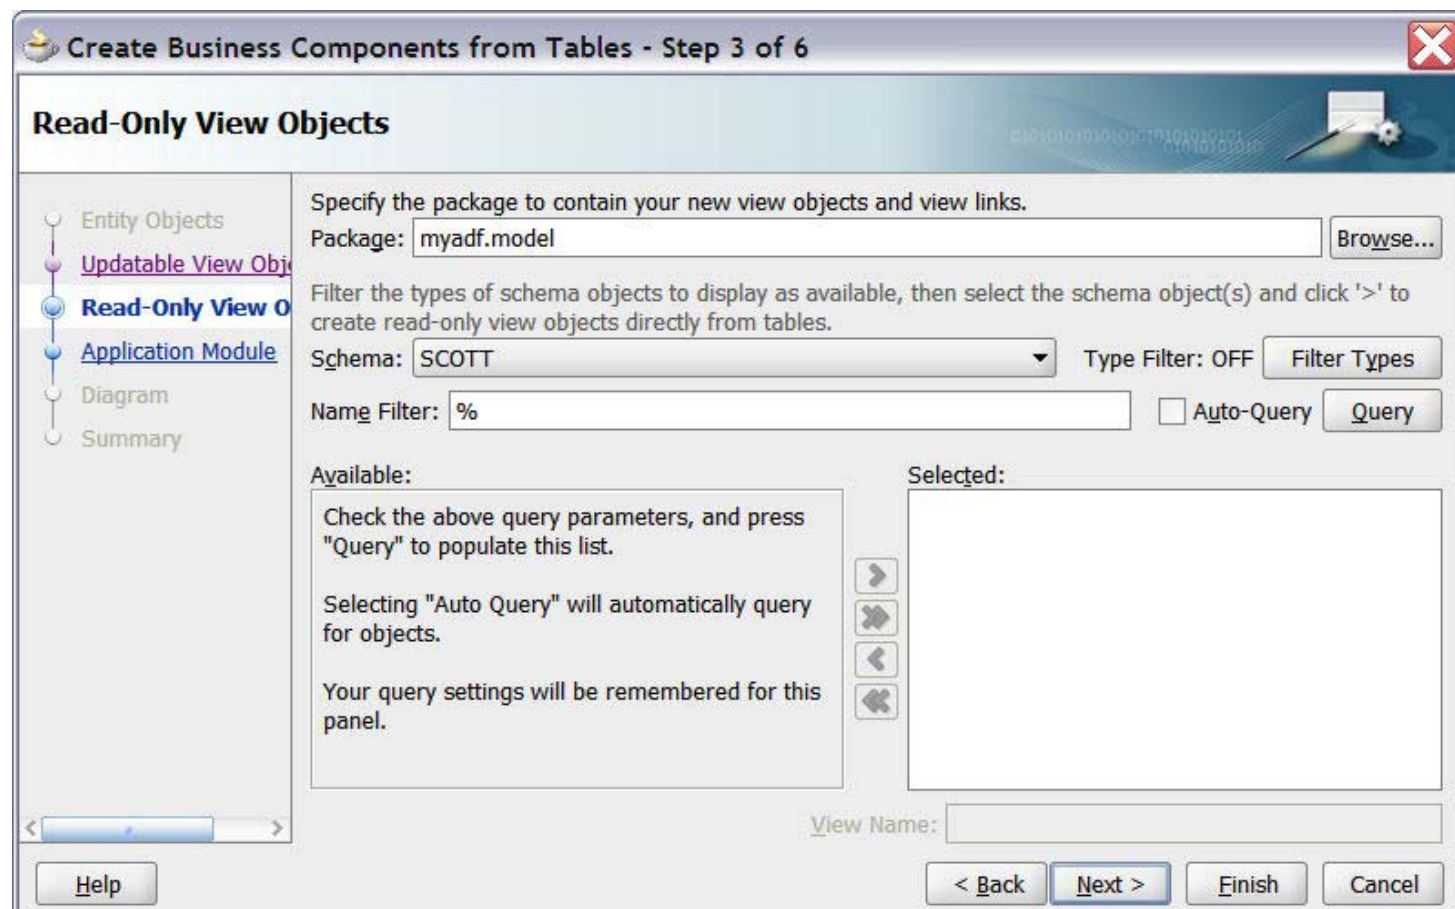 Create Business Components from Tables - Step 3 of 6
Read-Only View Objects
Entity Objects
Updatable View Obje
Read-Only View O
Application Module
Diagram
Summary
Specify the package to contain your new view objects and view links.
Package: myadf.model Browse...
Filter the types of schema objects to display as available, then select the schema object(s) and click '>' to
create read-only view objects directly from tables.
Schema: SCOTT Type Filter: OFF Filter Types
Name Filter: % Auto-Query Query
Available: Selected:
Check the above query parameters, and press
"Query" to populate this list.
Selecting "Auto Query" will automatically query
for objects.
Your query settings will be remembered for this
panel.
View Name:
Help < Back Next > Finish Cancel